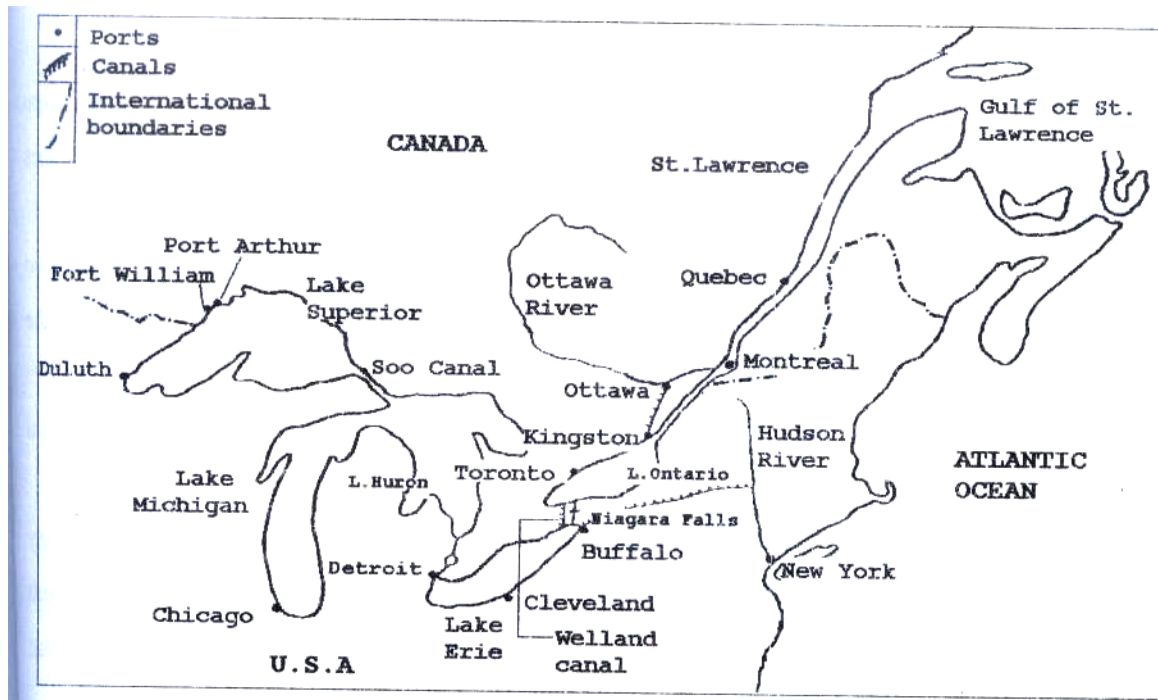 Ports
Canals
International
boundaries
CANADA
Gulf of St.
Lawrence
St.Lawrence
Port Arthur
Fort William
Lake
Superior
Ottawa
River
Quebec
Duluth
Soo Canal
Montreal
Ottawa
Kingston
Hudson
River
Lake
Michigan
L.Huron
Toronto
L.Ontario
ATLANTIC
OCEAN
Niagara Falls
Buffalo
Detroit
New York
Chicago
Cleveland
Lake
Erie
Welland
canal
U.S.A